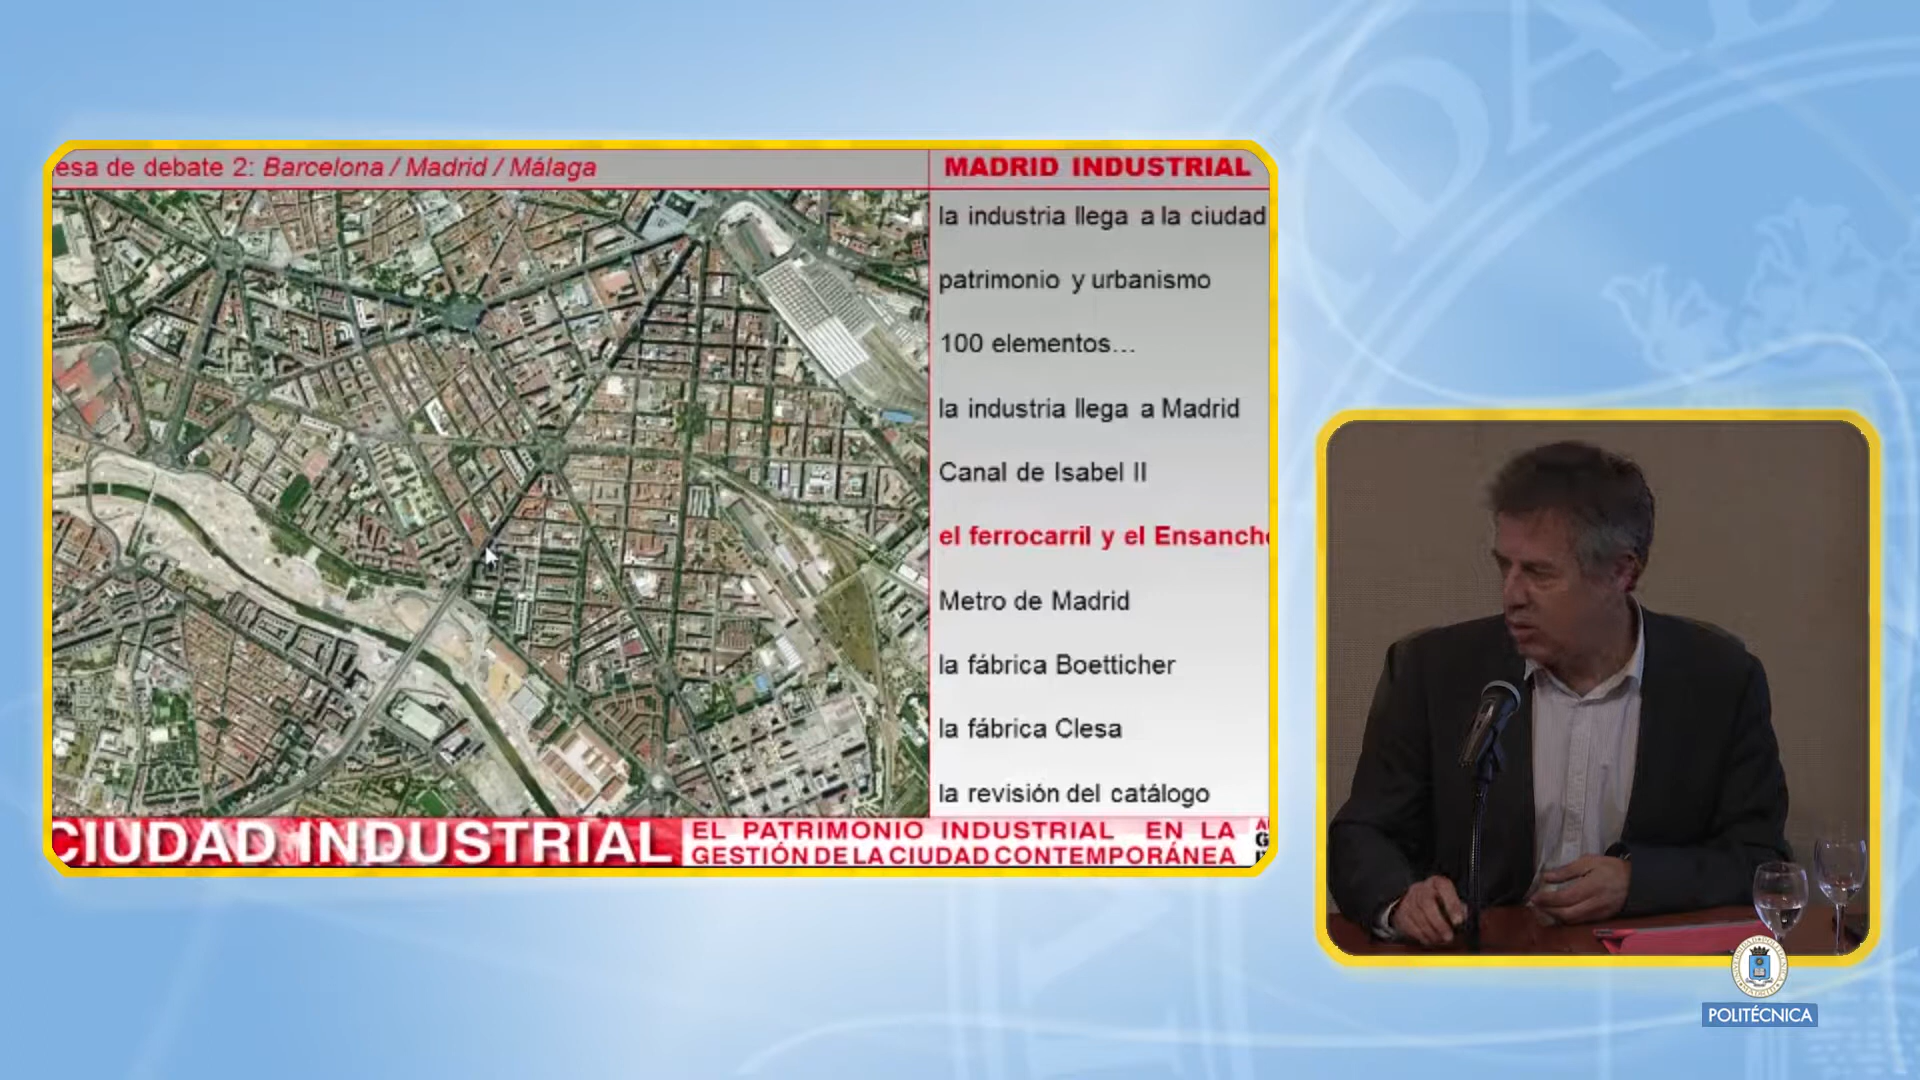 esa de debate 2: Barcelona / Madrid / Málaga
MADRID INDUSTRIAL
la industria llega a la ciudad
patrimonio y urbanismo
100 elementos...
la industria llega a Madrid
Canal de Isabel II
el ferrocarril y el Ensanche
Metro de Madrid
la fábrica Boetticher
la fábrica Clesa
la revisión del catálogo
CIUDAD INDUSTRIAL
EL PATRIMONIO INDUSTRIAL EN LA
GESTIÓN DE LA CIUDAD CONTEMPORÁNEA
POLITÉCNICA